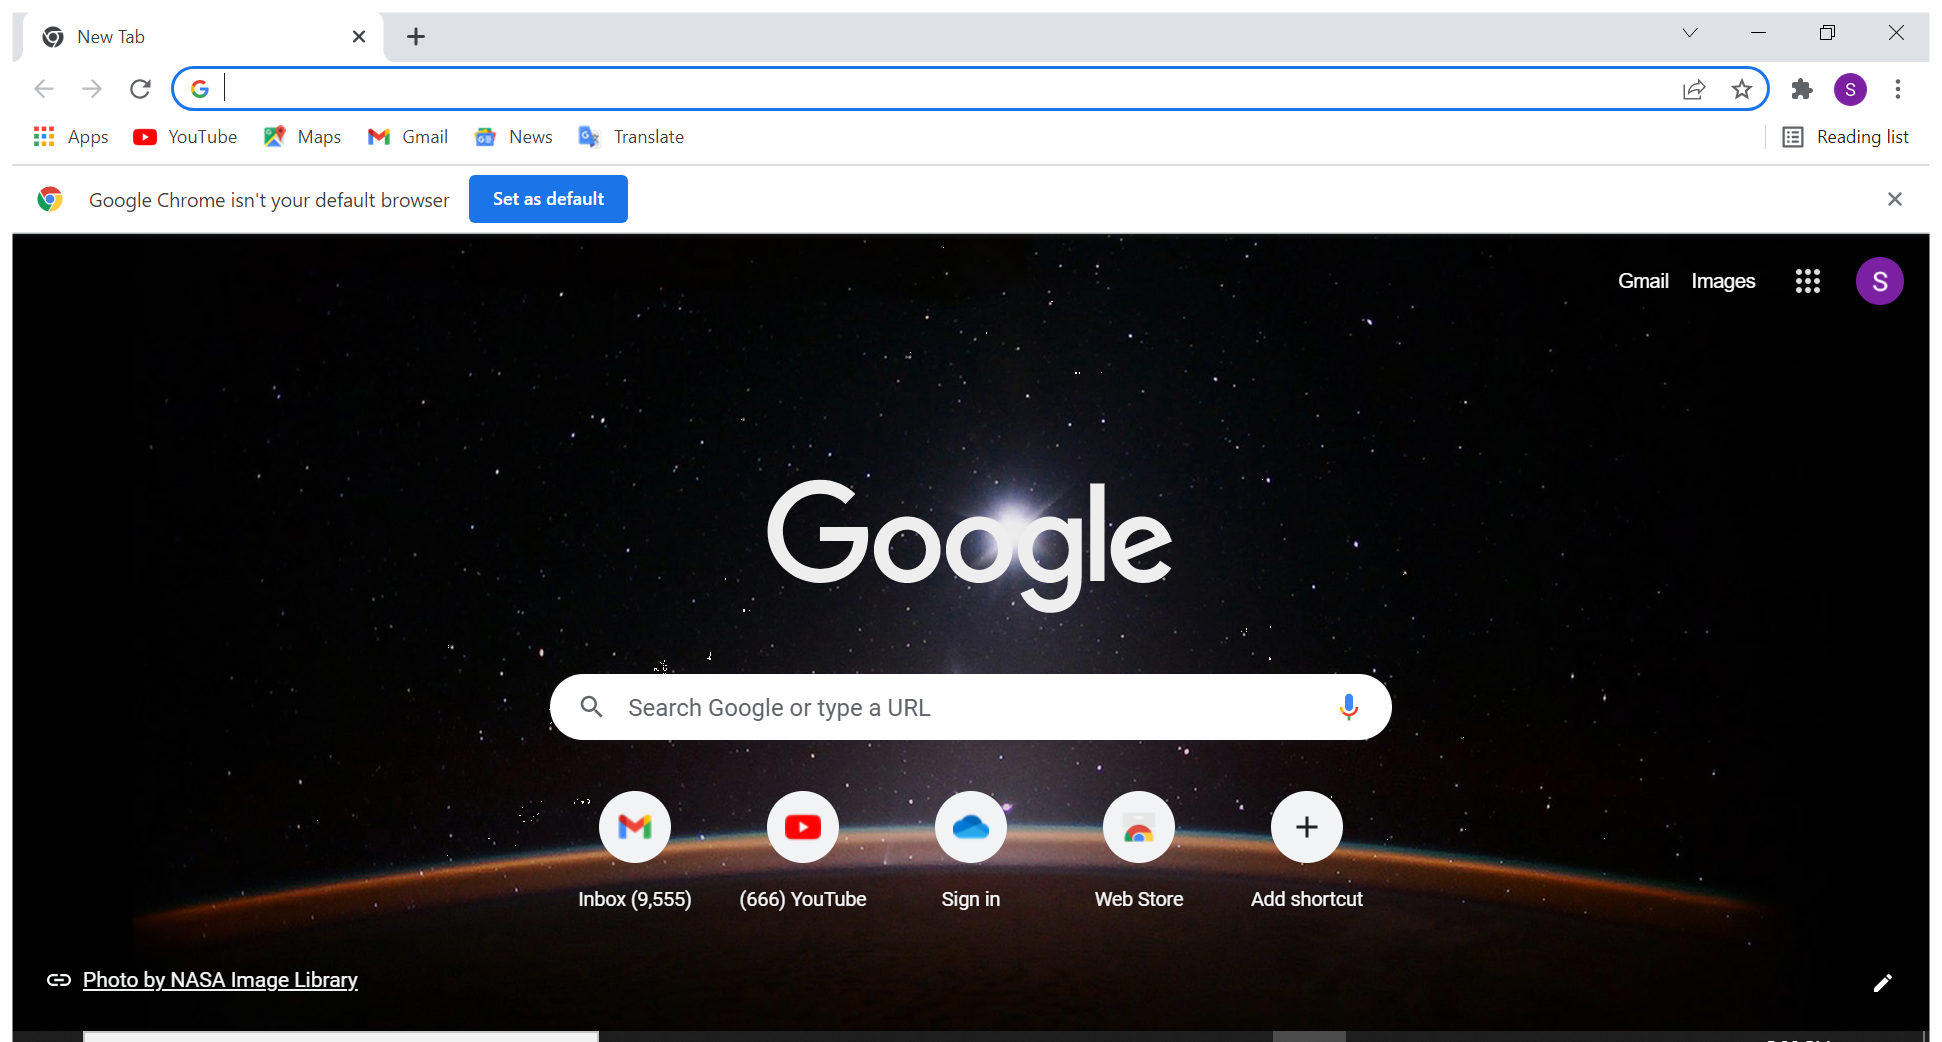 New Tab
Apps YouTube Maps Gmail News Translate Reading list
Google Chrome isn't your default browser Set as default
Gmail Images S
S
Google
Search Google or type a URL
Inbox (9,555) (666) YouTube Sign in Web Store Add shortcut
Photo by NASA Image Library